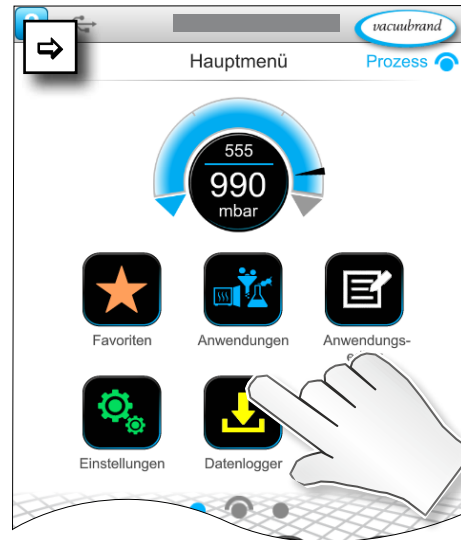 vacuubrand
Hauptmenü
Prozess
555
990
mbar
Favoriten
Anwendungen
Anwendungs-
Einstellungen
Datenlogger